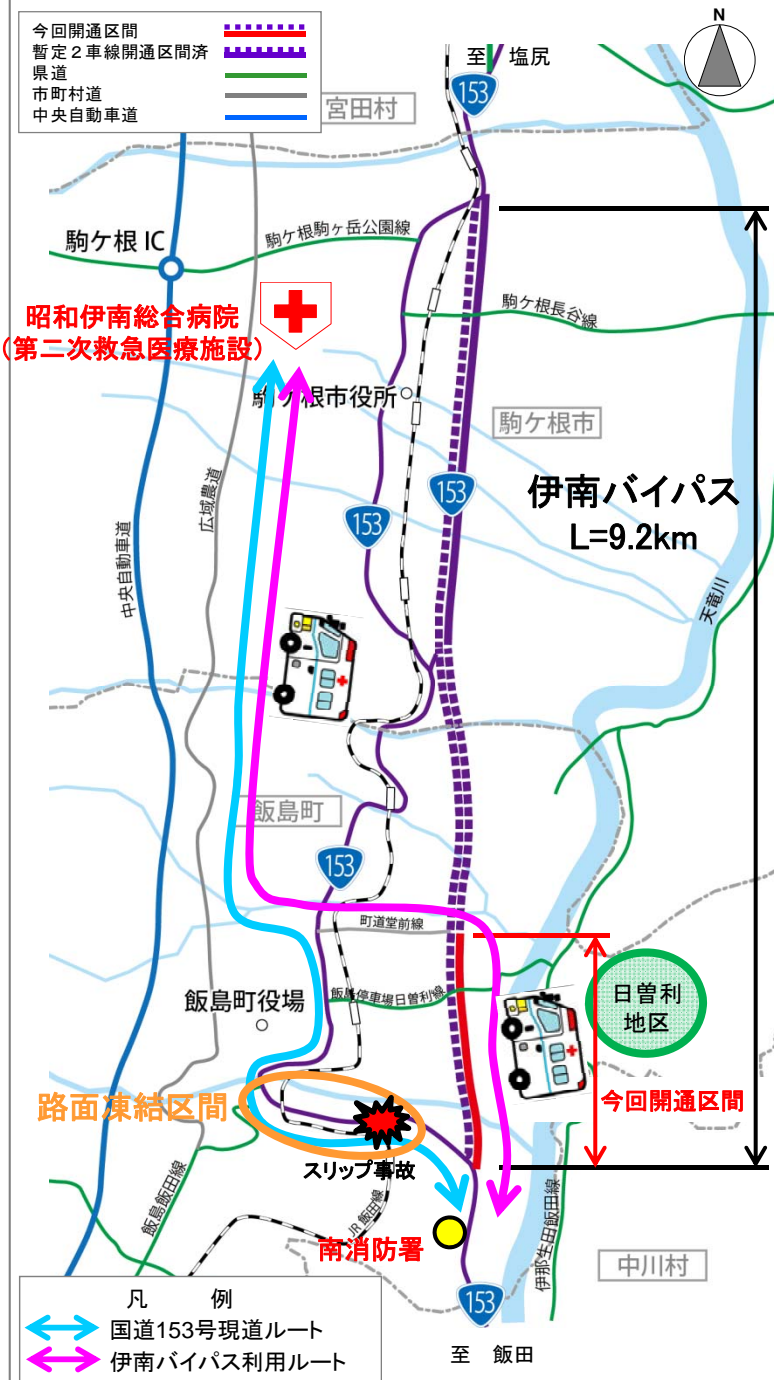 今回開通区間
暫定2車線開通区間済
県道
市町村道
中央自動車道
至 塩尻
N
153
宮田村
駒ケ根IC
駒ケ根駒ヶ岳公園線
昭和伊南総合病院
(第二次救急医療施設)
駒ケ根長谷線
駒ケ根市役所
駒ケ根市
153
伊南バイパス
L=9.2km
153
広域農道
中央自動車道
天竜川
飯島町
153
町道堂前線
飯島停車場日曽利線
飯島町役場
日曽利
地区
路面凍結区間
今回開通区間
スリップ事故
飯島飯田線
JR飯田線
南消防署
伊那生田飯田線
中川村
153
至 飯田
凡 例
国道153号現道ルート
伊南バイパス利用ルート